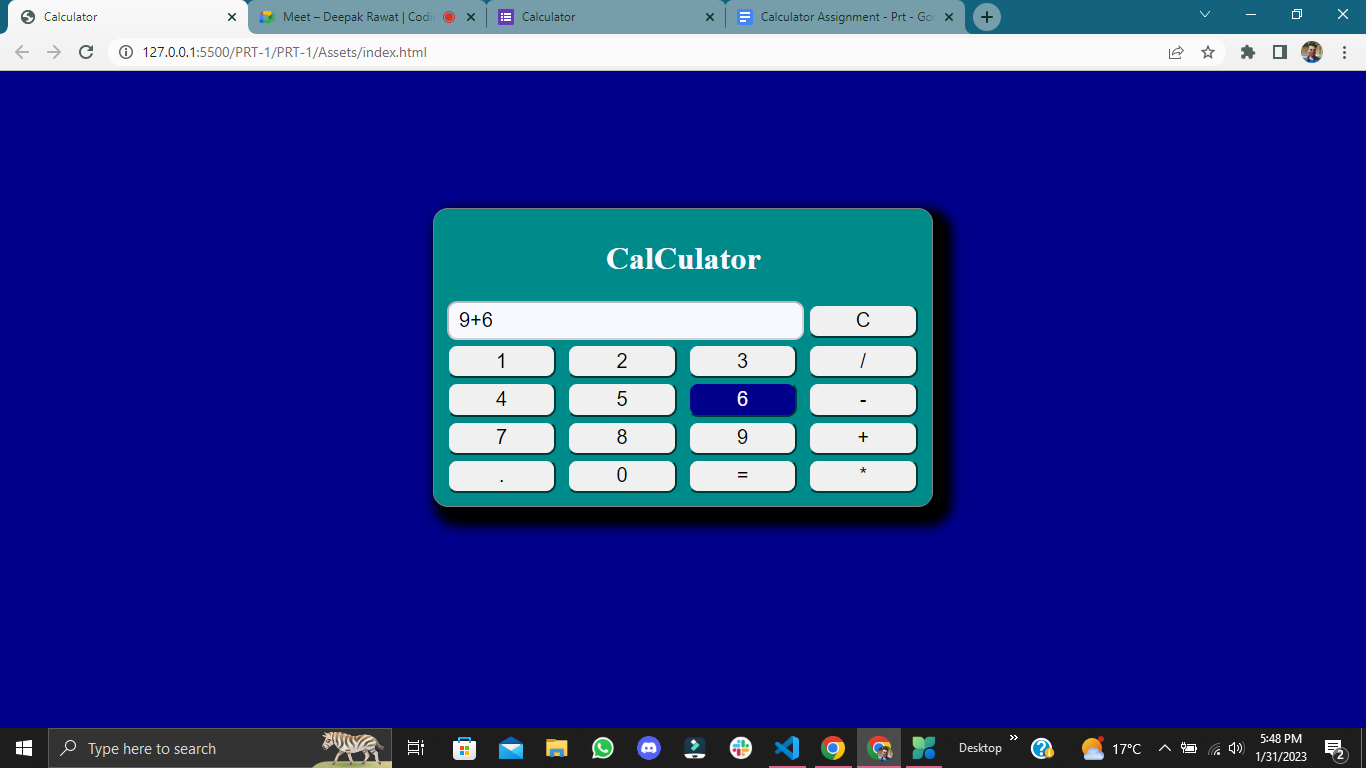 Calculator
Meet – Deepak Rawat | Codi
Calculator
Calculator Assignment - Prt - Goo
127.0.0.1:5500/PRT-1/PRT-1/Assets/index.html
CalCulator
9+6 C
1 2 3 /
4 5 6 -
7 8 9 +
. 0 = *
Type here to search
Desktop
17°C
5:48 PM
1/31/2023
2